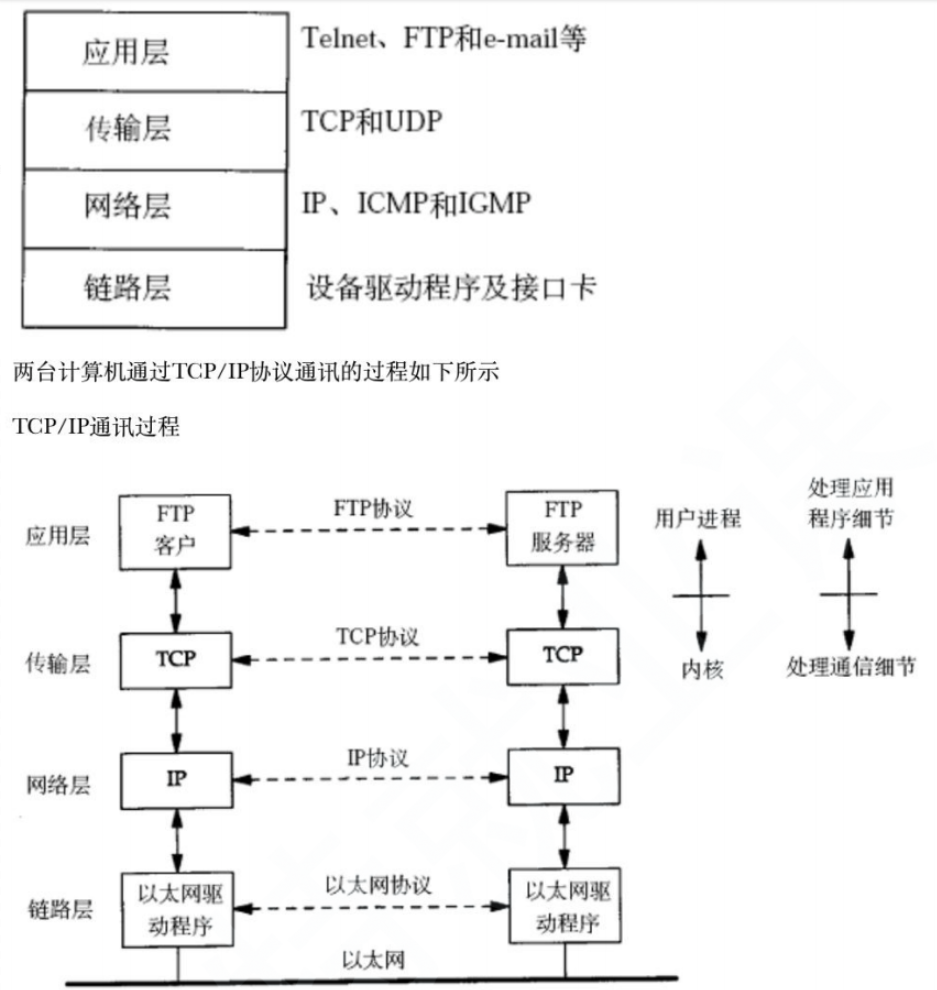 应用层 Telnet、FTP和e-mail等
传输层 TCP和UDP
网络层 IP、ICMP和IGMP
链路层 设备驱动程序及接口卡
两台计算机通过TCP/IP协议通讯的过程如下所示
TCP/IP通讯过程
应用层
FTP
客户
FTP协议
FTP
服务器
用户进程
内核
处理应用
程序细节
处理通信细节
传输层
TCP
TCP协议
TCP
网络层
IP
IP协议
IP
链路层
以太网驱
动程序
以太网协议
以太网驱
动程序
以太网